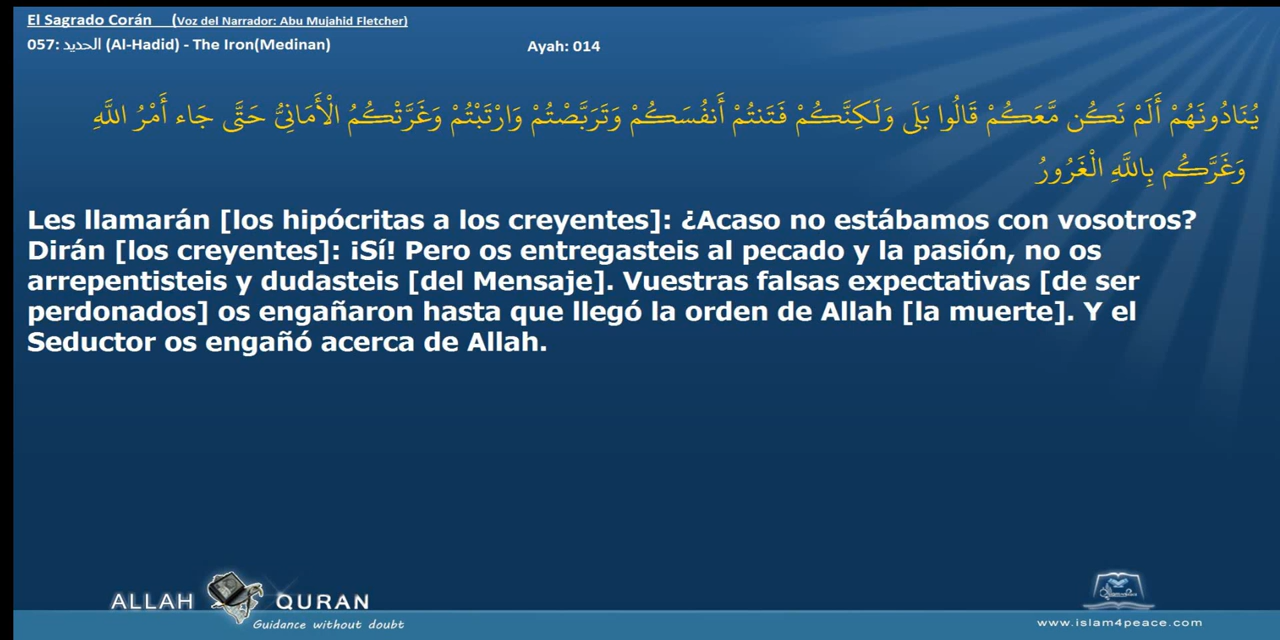 El Sagrado Corán (Voz del Narrador: Abu Mujahid Fletcher)
057: الحديد (Al-Hadid) - The Iron(Medinan) Ayah: 014
يُنَادُونَهُمْ أَلَمْ نَكُن مَّعَكُمْ قَالُوا بَلَى وَلَكِنَّكُمْ فَتَنتُمْ أَنفُسَكُمْ وَتَرَبَّصْتُمْ وَارْتَبْتُمْ وَغَرَّتْكُمُ الْأَمَانِيُّ حَتَّى جَاء أَمْرُ اللَّهِ
وَغَرَّكُم بِاللَّهِ الْغَرُورُ
Les llamarán [los hipócritas a los creyentes]: ¿Acaso no estábamos con vosotros?
Dirán [los creyentes]: ¡Sí! Pero os entregasteis al pecado y la pasión, no os
arrepentisteis y dudasteis [del Mensaje]. Vuestras falsas expectativas [de ser
perdonados] os engañaron hasta que llegó la orden de Allah [la muerte]. Y el
Seductor os engañó acerca de Allah.
ALLAH QURAN
Guidance without doubt
www.islam4peace.com